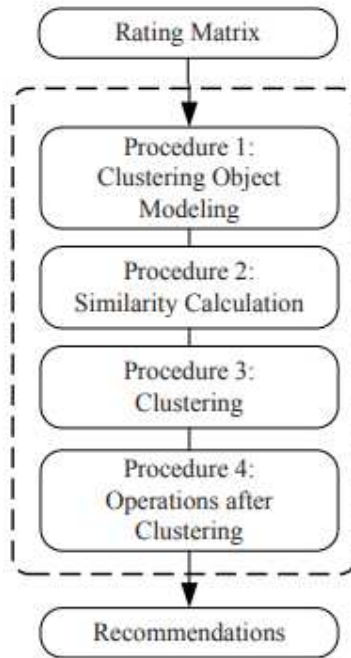 Rating Matrix
Procedure 1:
Clustering Object
Modeling
Procedure 2:
Similarity Calculation
Procedure 3:
Clustering
Procedure 4:
Operations after
Clustering
Recommendations